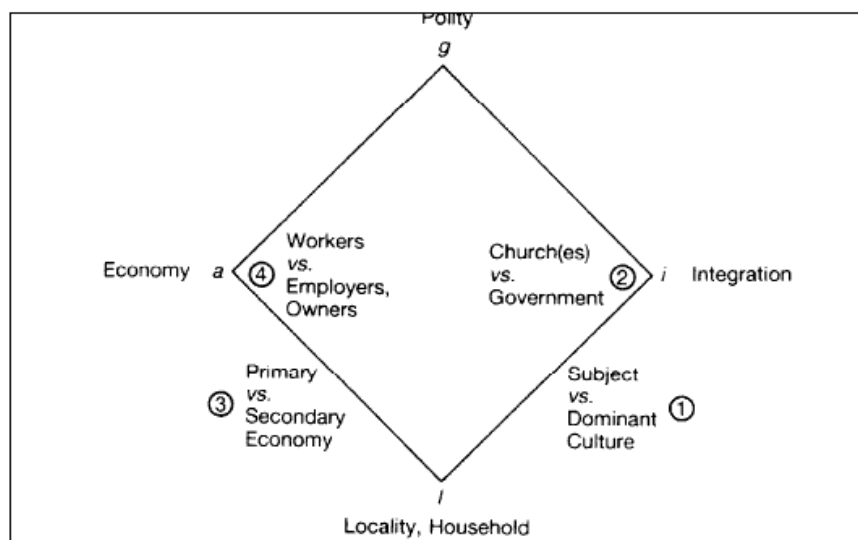 Polity
g
Economy a
④ Workers
vs.
Employers,
Owners
Church(es)
vs. ②
Government
i Integration
Primary
③ vs.
Secondary
Economy
Subject
vs. ①
Dominant
Culture
l
Locality, Household